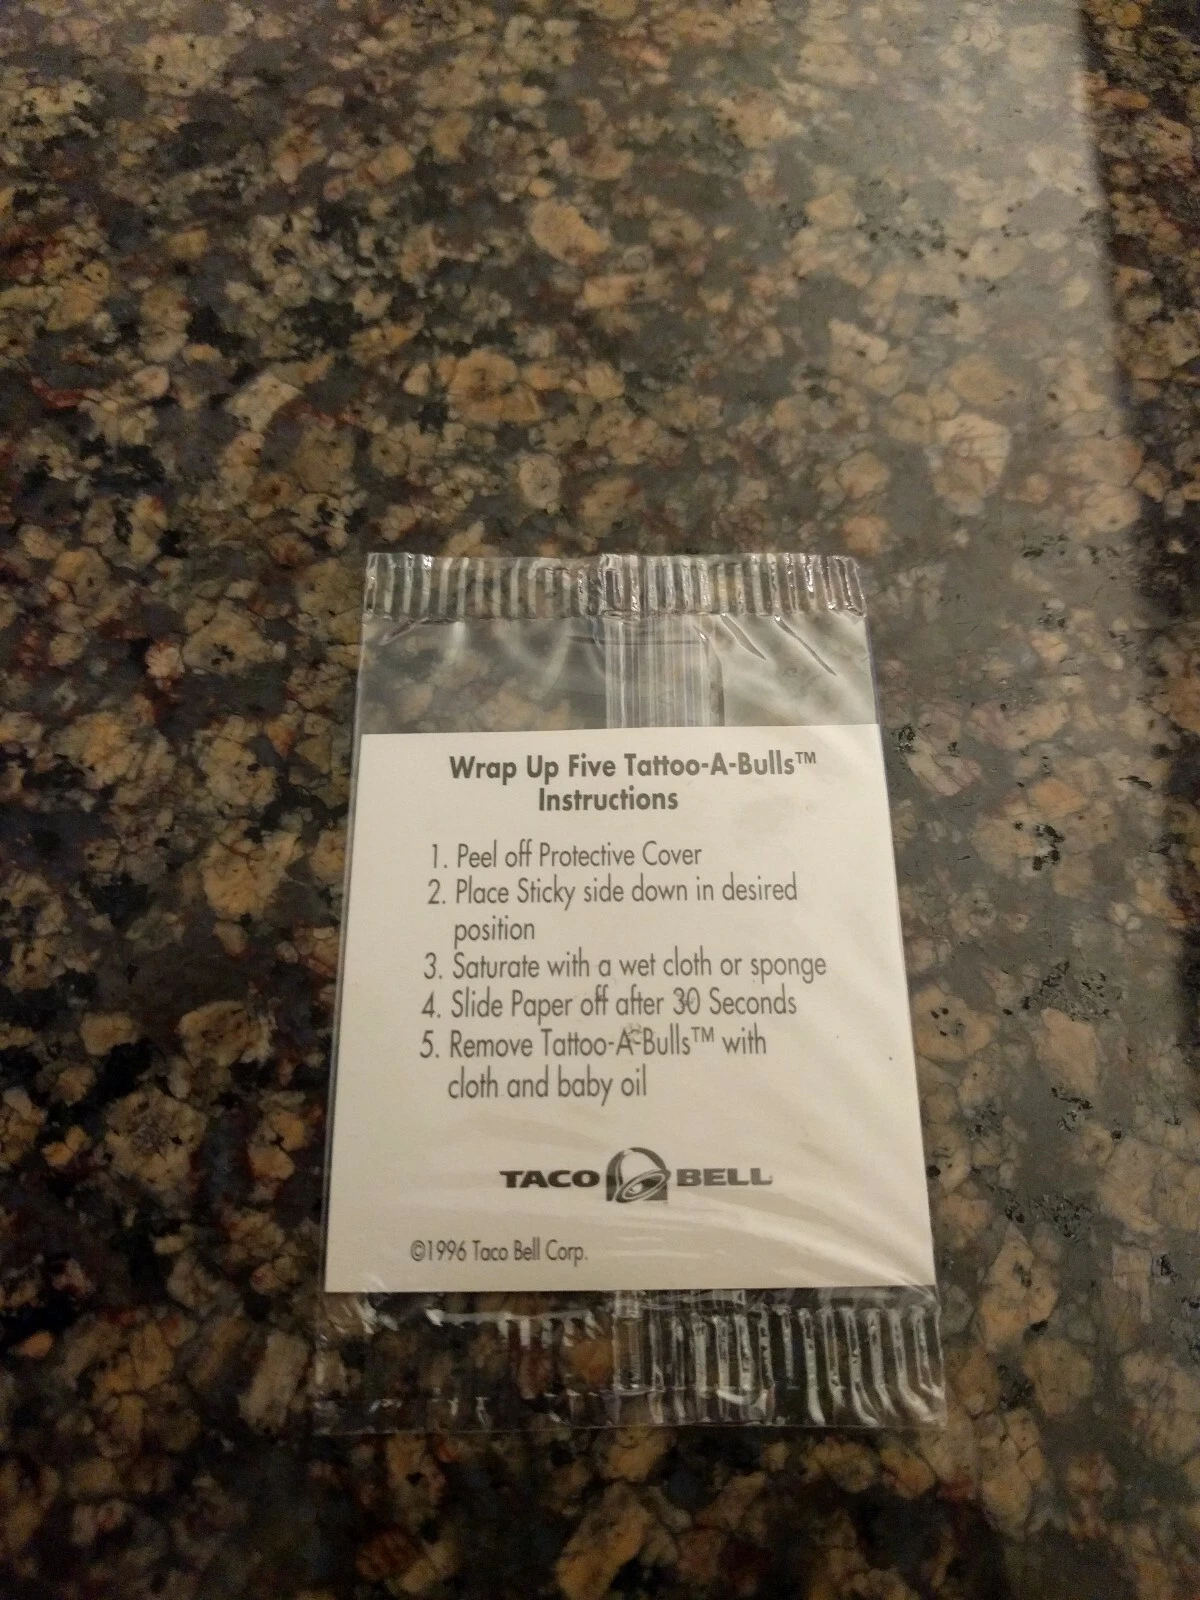 Wrap Up Five Tattoo-A-Bulls™
Instructions
1. Peel off Protective Cover
2. Place Sticky side down in desired
position
3. Saturate with a wet cloth or sponge
4. Slide Paper off after 30 Seconds
5. Remove Tattoo-A-Bulls™ with
cloth and baby oil
TACO BELL
©1996 Taco Bell Corp.